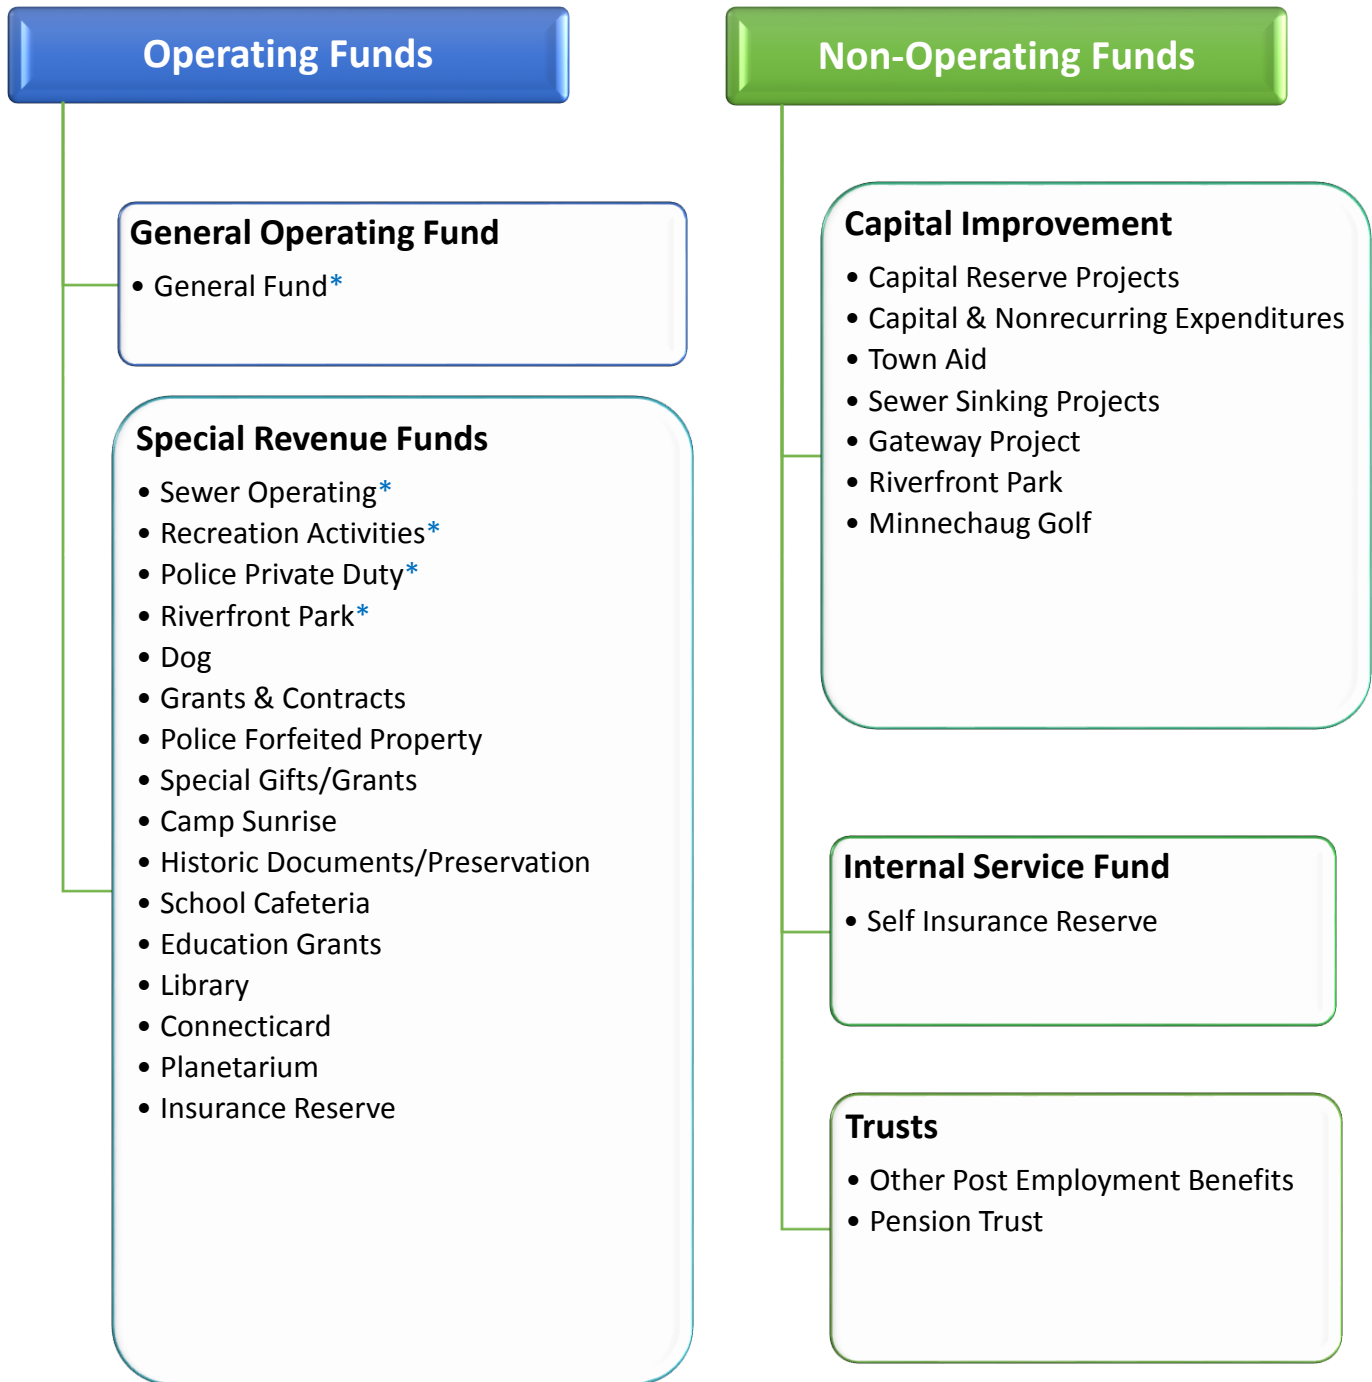 Operating Funds
General Operating Fund
• General Fund*
Special Revenue Funds
• Sewer Operating*
• Recreation Activities*
• Police Private Duty*
• Riverfront Park*
• Dog
• Grants & Contracts
• Police Forfeited Property
• Special Gifts/Grants
• Camp Sunrise
• Historic Documents/Preservation
• School Cafeteria
• Education Grants
• Library
• Connecticard
• Planetarium
• Insurance Reserve
Non-Operating Funds
Capital Improvement
• Capital Reserve Projects
• Capital & Nonrecurring Expenditures
• Town Aid
• Sewer Sinking Projects
• Gateway Project
• Riverfront Park
• Minnechaug Golf
Internal Service Fund
• Self Insurance Reserve
Trusts
• Other Post Employment Benefits
• Pension Trust